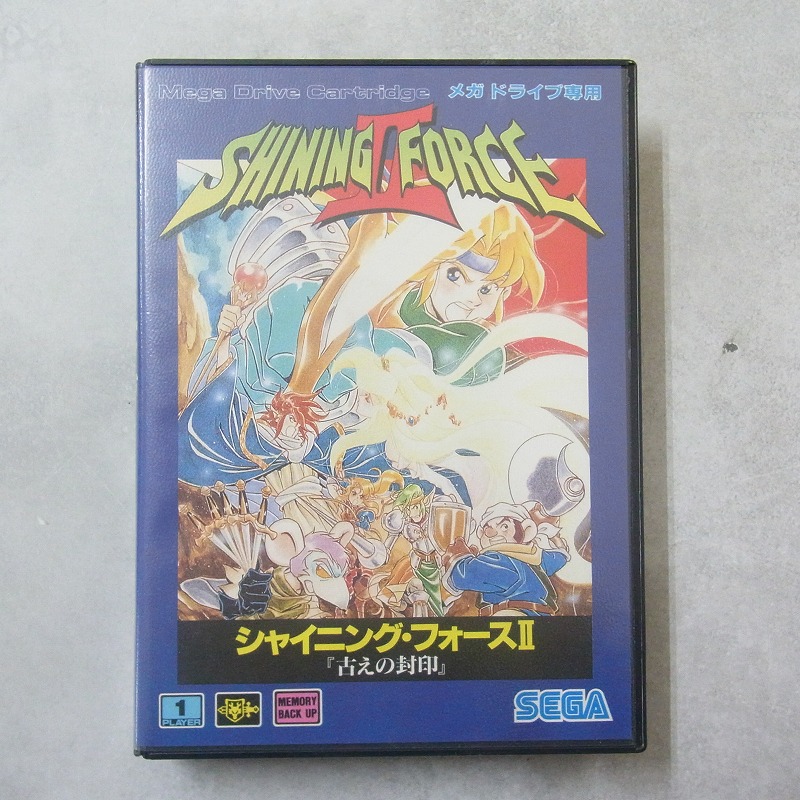 Mega Drive Cartridge メガドライブ専用
SHINING FORCE II
シャイニング・フォースII
『古えの封印』
1
PLAYER
MEMORY
BACK UP
SEGA